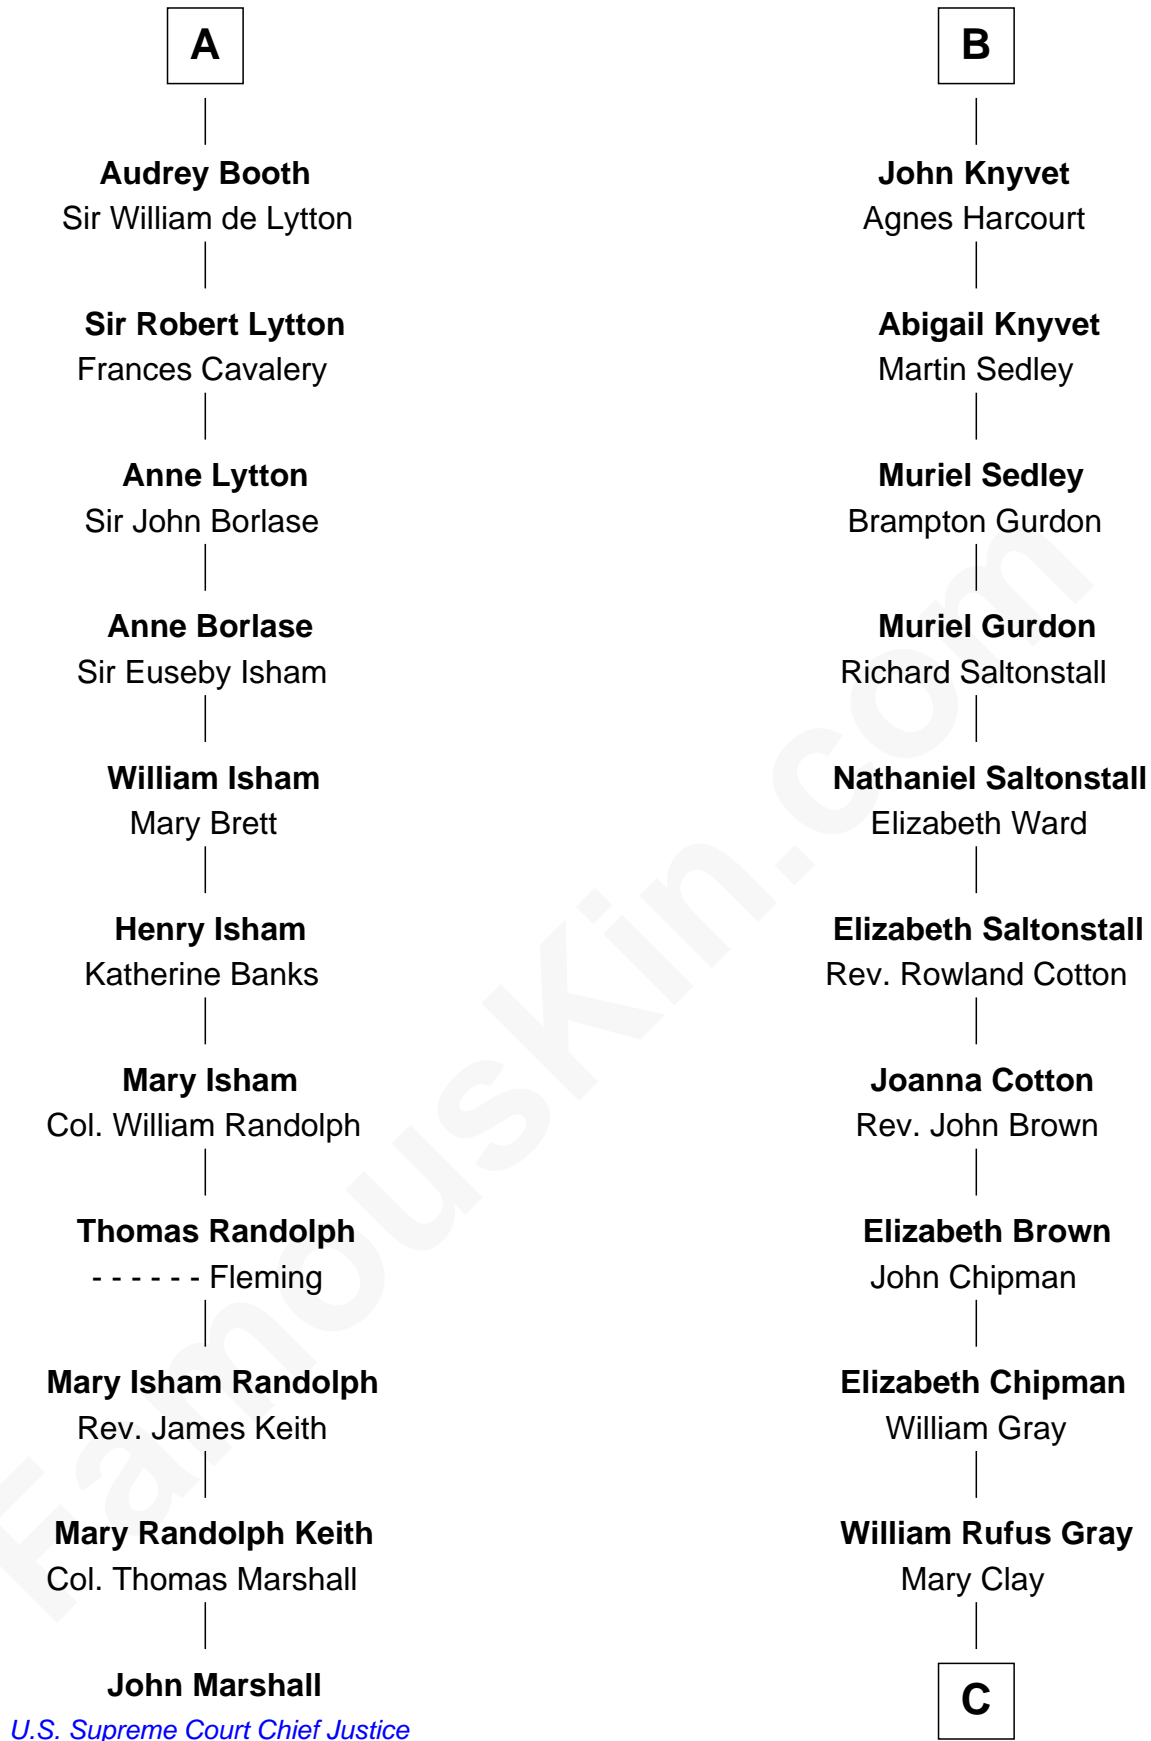 A
Audrey Booth
Sir William de Lytton
Sir Robert Lytton
Frances Cavalery
Anne Lytton
Sir John Borlase
Anne Borlase
Sir Euseby Isham
William Isham
Mary Brett
Henry Isham
Katherine Banks
Mary Isham
Col. William Randolph
Thomas Randolph
- - - - - - Fleming
Mary Isham Randolph
Rev. James Keith
Mary Randolph Keith
Col. Thomas Marshall
John Marshall
U.S. Supreme Court Chief Justice
B
John Knyvet
Agnes Harcourt
Abigail Knyvet
Martin Sedley
Muriel Sedley
Brampton Gurdon
Muriel Gurdon
Richard Saltonstall
Nathaniel Saltonstall
Elizabeth Ward
Elizabeth Saltonstall
Rev. Rowland Cotton
Joanna Cotton
Rev. John Brown
Elizabeth Brown
John Chipman
Elizabeth Chipman
William Gray
William Rufus Gray
Mary Clay
C
FamousKin.com